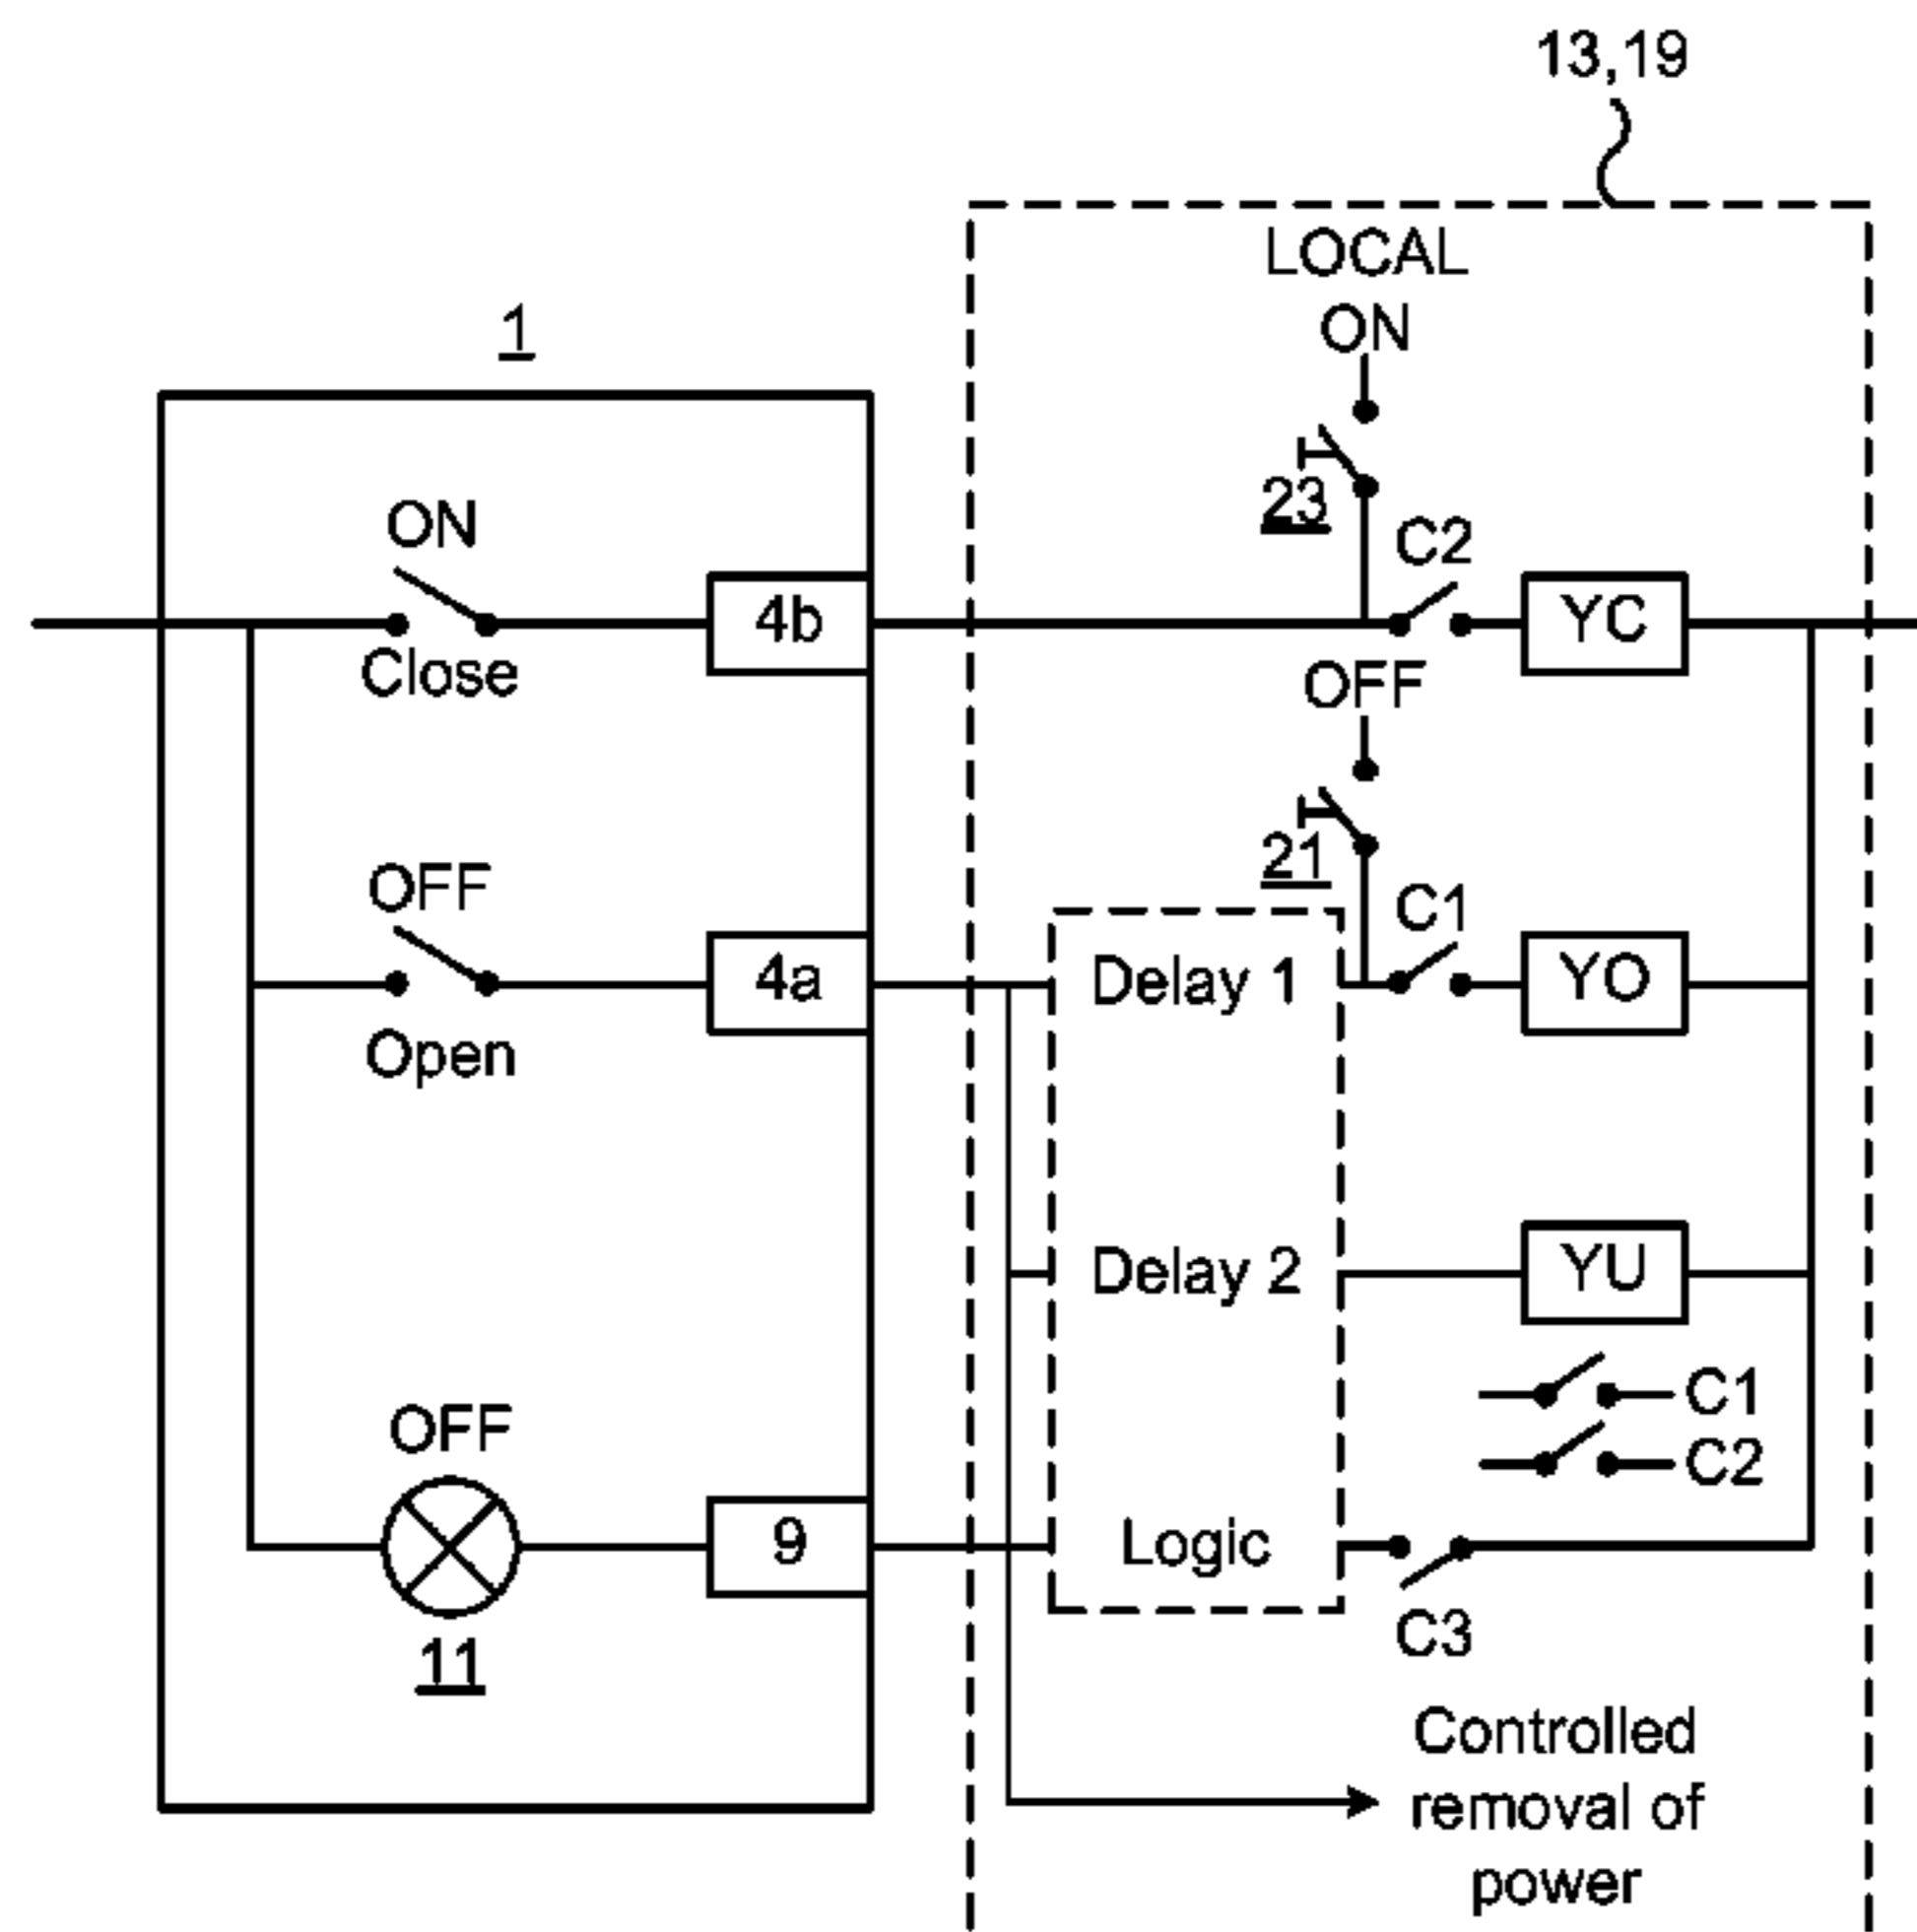 13,19
LOCAL
ON
1
23
ON
C2
4b
YC
Close
OFF
21
OFF
C1
4a
Delay 1
YO
Open
Delay 2
YU
C1
OFF
C2
9
Logic
C3
11
Controlled
removal of
power